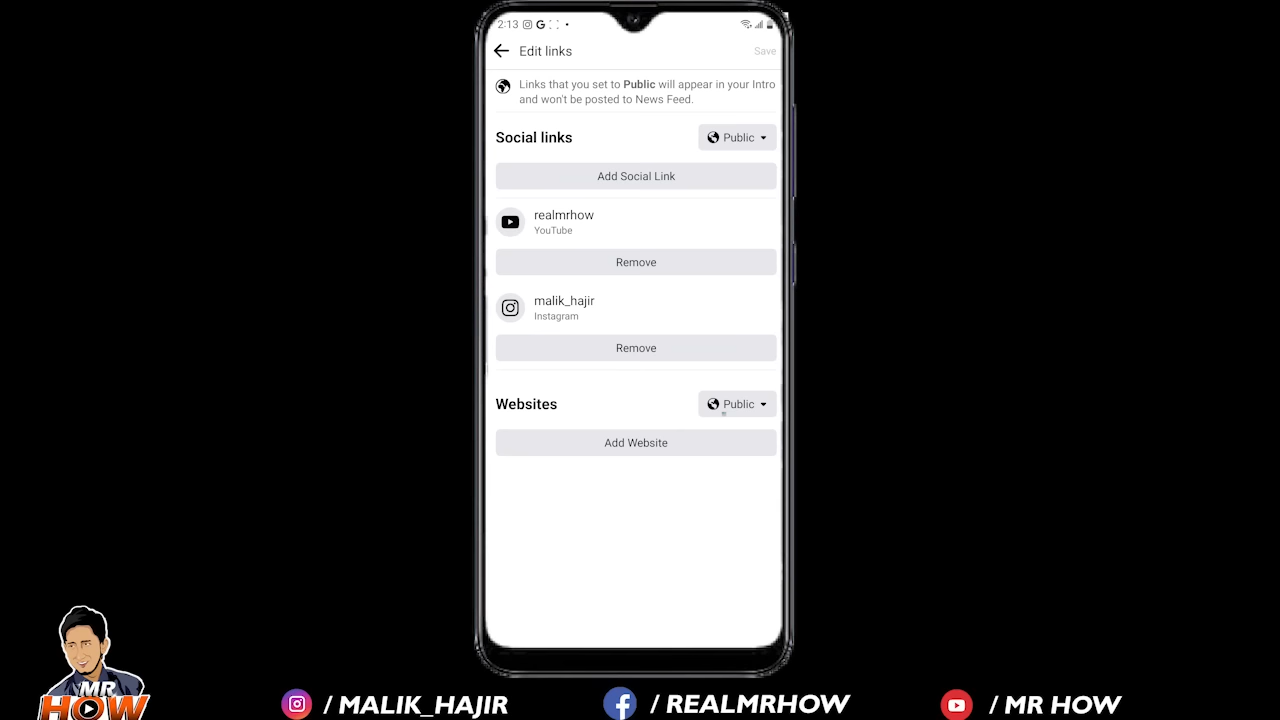 2:13
Edit links
Save
Links that you set to Public will appear in your Intro
and won't be posted to News Feed.
Social links
Public
Add Social Link
realmrhow
YouTube
Remove
malik_hajir
Instagram
Remove
Websites
Public
Add Website
MR
HOW
/ MALIK_HAJIR
/ REALMRHOW
/ MR HOW